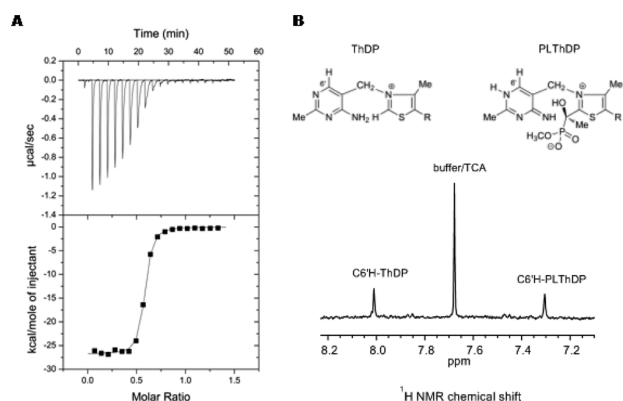 A
Time (min)
0 10 20 30 40 50 60
0.2
0.0
-0.2
-0.4
-0.6
-0.8
-1.0
-1.2
-1.4
µcal/sec
0
-5
-10
-15
-20
-25
-30
kcal/mole of injectant
0.0 0.5 1.0 1.5
Molar Ratio
B
ThDP
PLThDP
H
6'
N
N
Me
NH2
CH2
N
⊕
Me
H
S
R
H
6'
H
N
N
Me
NH
CH2
N
⊕
Me
HO
Me
S
R
H3CO
P
O
O
⊖
buffer/TCA
C6'H-ThDP
C6'H-PLThDP
8.2 8.0 7.8 7.6 7.4 7.2
ppm
1H NMR chemical shift